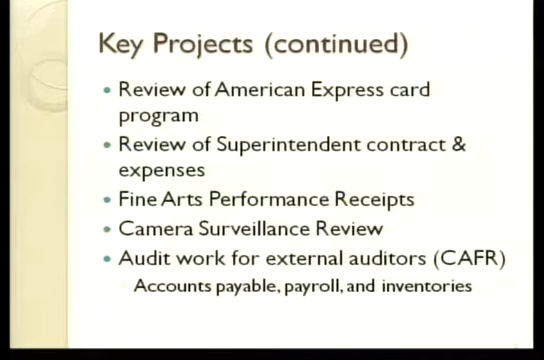 Key Projects (continued)
• Review of American Express card
program
• Review of Superintendent contract &
expenses
• Fine Arts Performance Receipts
• Camera Surveillance Review
• Audit work for external auditors (CAFR)
Accounts payable, payroll, and inventories